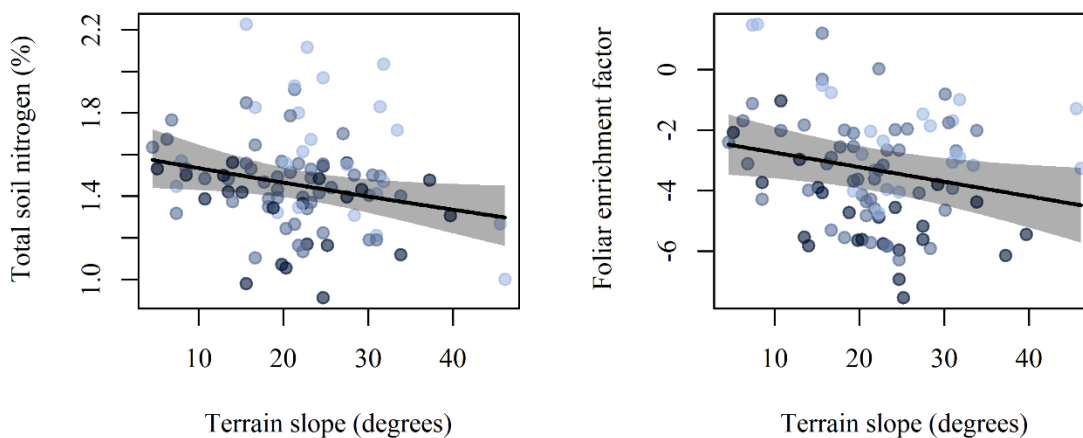 Total soil nitrogen (%)
2.2
1.8
1.4
1.0
10 20 30 40
Terrain slope (degrees)
Foliar enrichment factor
0
-2
-4
-6
10 20 30 40
Terrain slope (degrees)